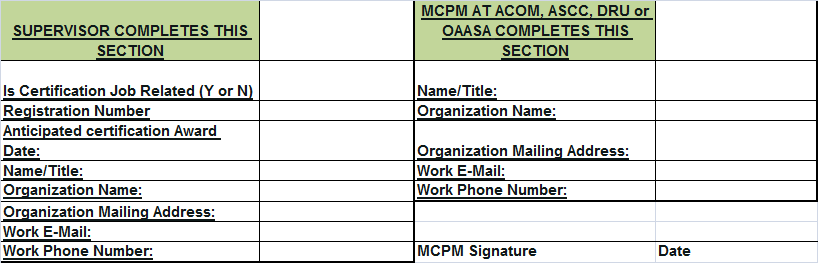 SUPERVISOR COMPLETES THIS
SECTION
Is Certification Job Related (Y or N)
Registration Number
Anticipated certification Award
Date:
Name/Title:
Organization Name:
Organization Mailing Address:
Work E-Mail:
Work Phone Number:
MCPM AT ACOM, ASCC, DRU or
OAASA COMPLETES THIS
SECTION
Name/Title:
Organization Name:
Organization Mailing Address:
Work E-Mail:
Work Phone Number:
MCPM Signature
Date